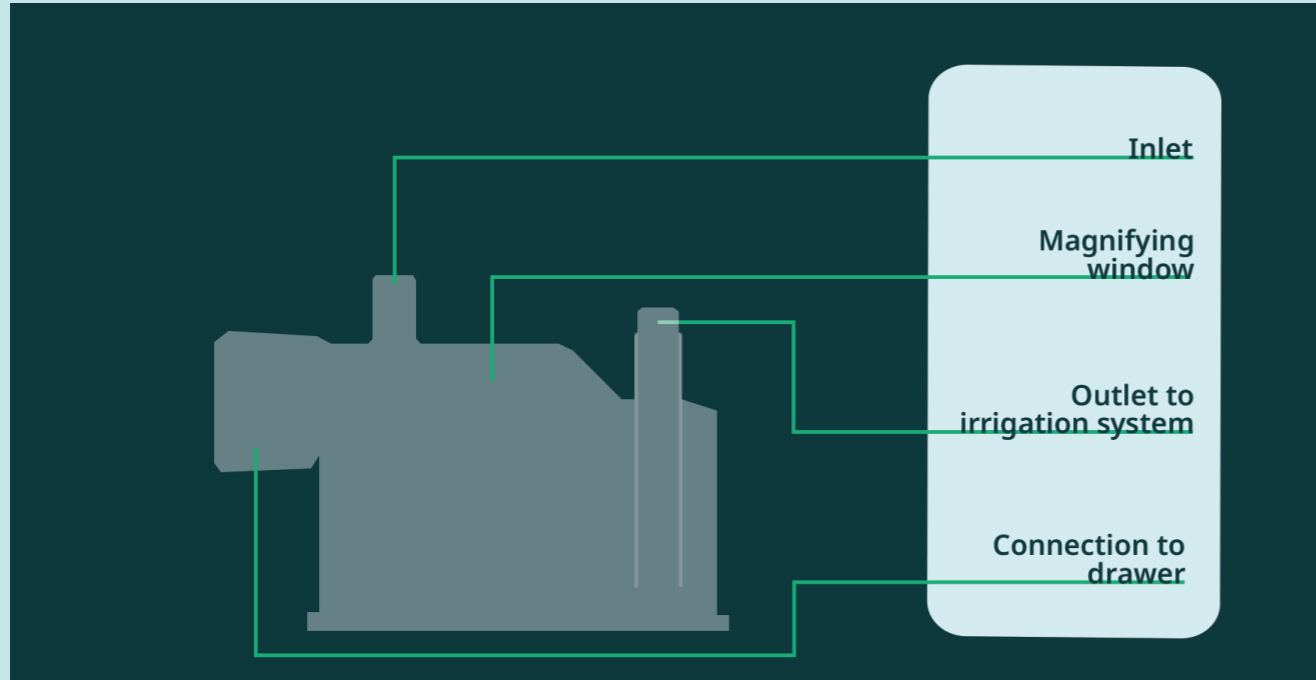 Inlet
Magnifying
window
Outlet to
irrigation system
Connection to
drawer